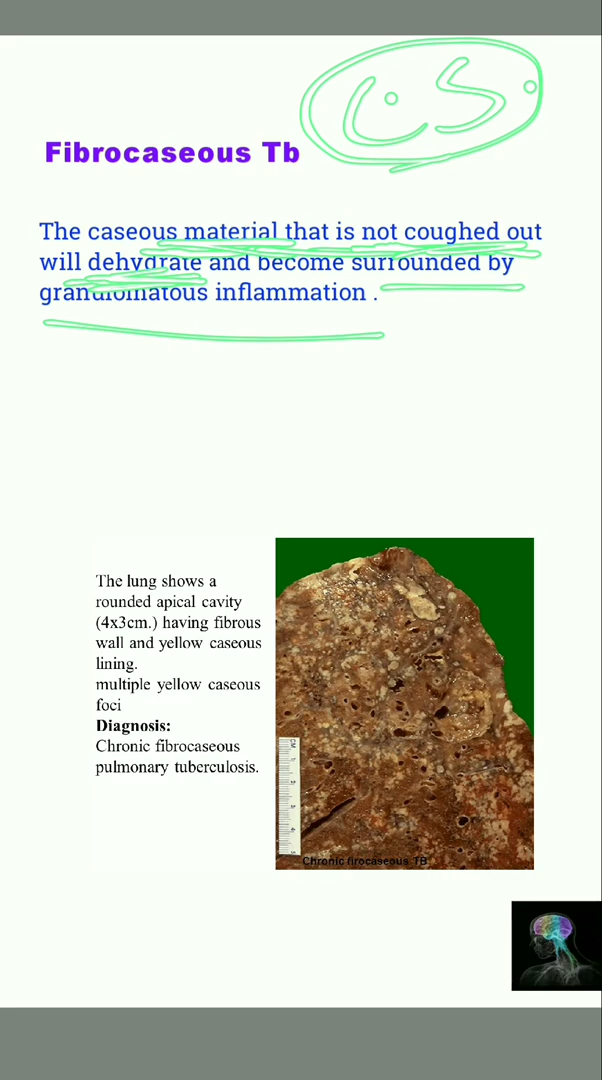 C S
Fibrocaseous Tb
The caseous material that is not coughed out
will dehydrate and become surrounded by
granulomatous inflammation .
The lung shows a
rounded apical cavity
(4x3cm.) having fibrous
wall and yellow caseous
lining.
multiple yellow caseous
foci
Diagnosis:
Chronic fibrocaseous
pulmonary tuberculosis.
Chronic firocaseous TB